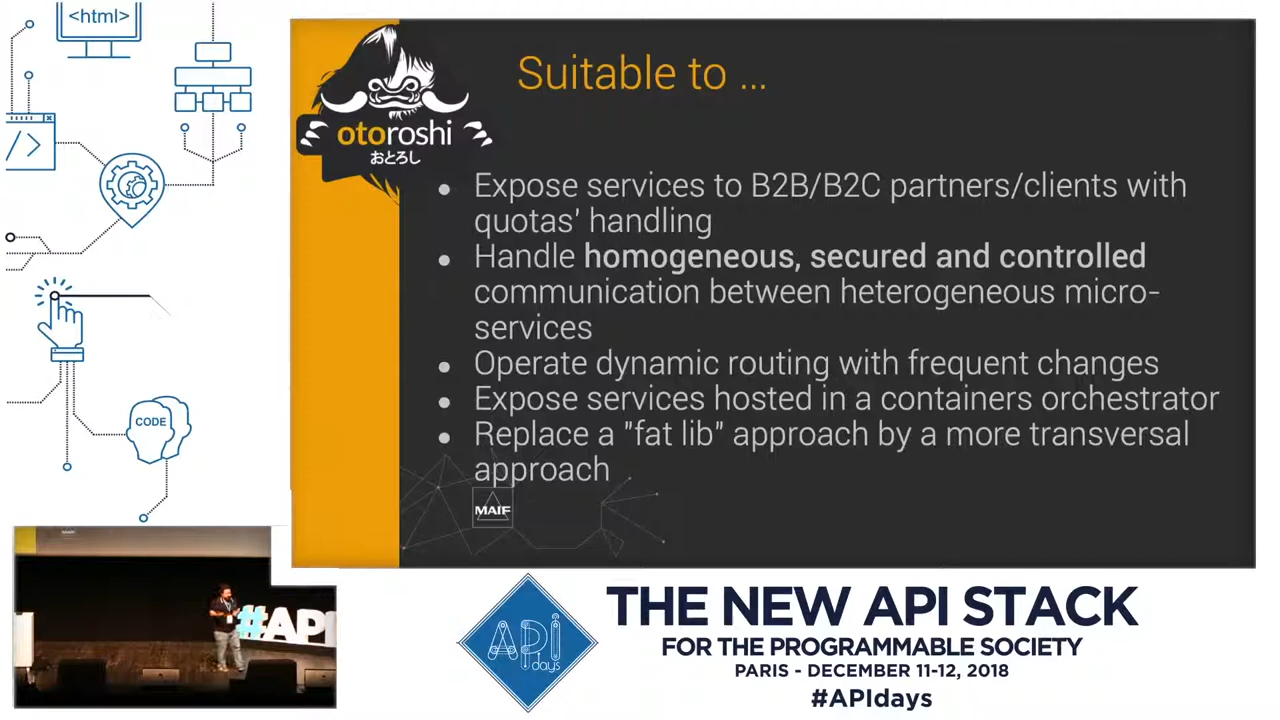 <html>
</>
CODE
otoroshi
おとろし
Suitable to ...
● Expose services to B2B/B2C partners/clients with
quotas' handling
● Handle homogeneous, secured and controlled
communication between heterogeneous micro-
services
● Operate dynamic routing with frequent changes
● Expose services hosted in a containers orchestrator
● Replace a "fat lib" approach by a more transversal
approach
MAIF
MAIF
#API
API
days
THE NEW API STACK
FOR THE PROGRAMMABLE SOCIETY
PARIS - DECEMBER 11-12, 2018
#APIdays